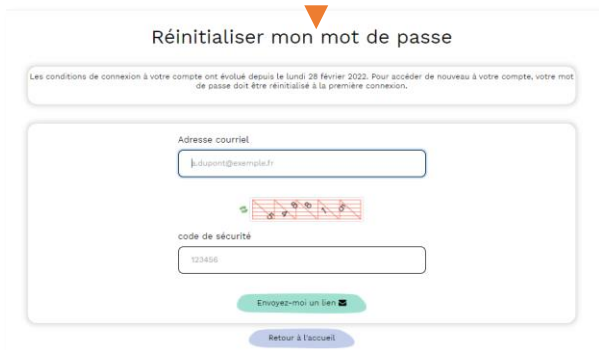 Réinitialiser mon mot de passe
Les conditions de connexion à votre compte ont évolué depuis le lundi 28 février 2022. Pour accéder de nouveau à votre compte, votre mot
de passe doit être réinitialisé à la première connexion.
Adresse courriel
a.dupont@exemple.fr
code de sécurité
123456
Envoyez-moi un lien
Retour à l'accueil